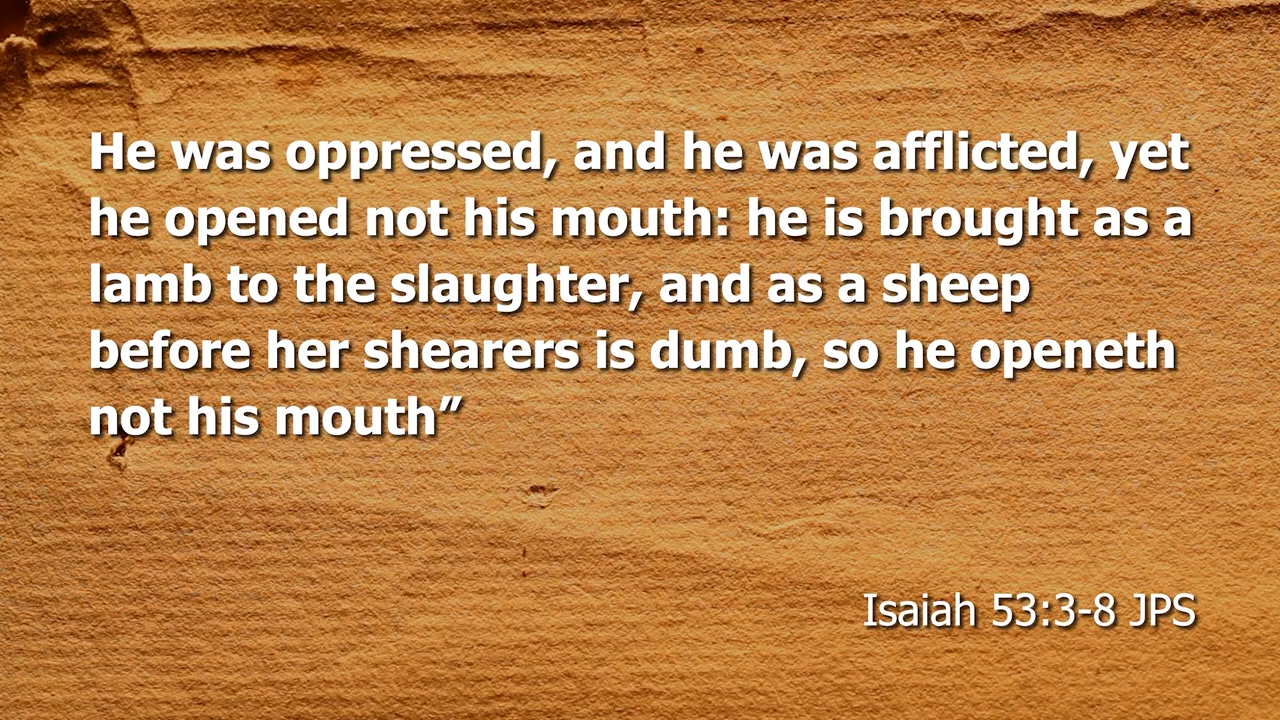 He was oppressed, and he was afflicted, yet
he opened not his mouth: he is brought as a
lamb to the slaughter, and as a sheep
before her shearers is dumb, so he openeth
not his mouth”
Isaiah 53:3-8 JPS